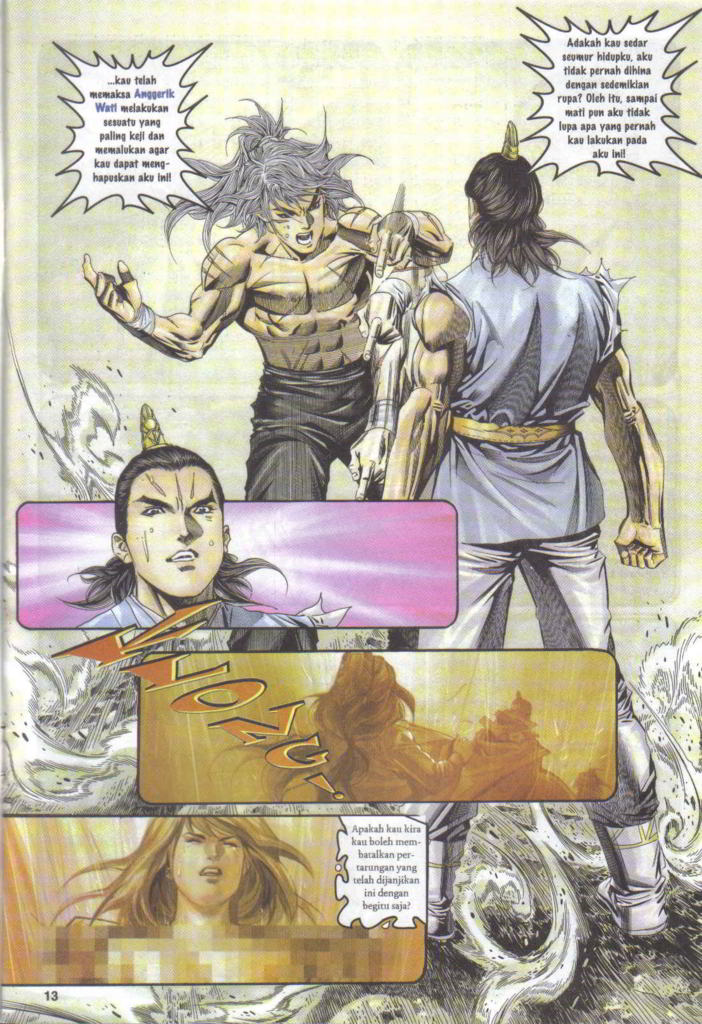 ...kau telah
memaksa Anggerik
Wati melakukan
sesuatu yang
paling keji dan
memalukan agar
kau dapat meng-
hapuskan aku ini!
Adakah kau sedar
seumur hidupku, aku
tidak pernah dihina
dengan sedemikian
rupa? Oleh itu, sampai
mati pun aku tidak
lupa apa yang pernah
kau lakukan pada
aku ini!
KLONG!
Apakah kau kira
kau boleh mem-
batalkan per-
tarungan yang
telah dijanjikan
ini dengan
begitu saja?
13